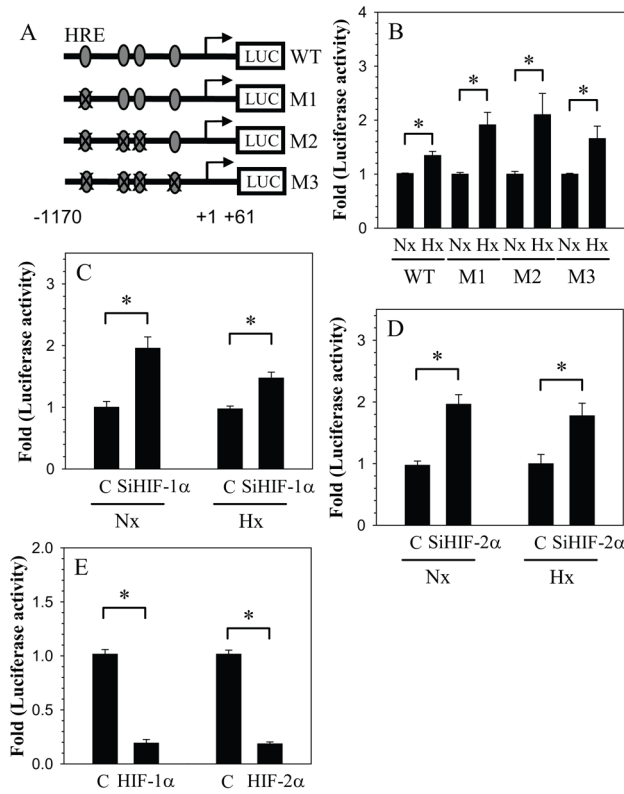 A
HRE
LUC WT
LUC M1
LUC M2
LUC M3
-1170 +1 +61
B
Fold (Luciferase activity)
4
3
2
1
0
* * * *
Nx Hx Nx Hx Nx Hx Nx Hx
WT M1 M2 M3
C
Fold (Luciferase activity)
3
2
1
0
* *
C SiHIF-1α C SiHIF-1α
Nx Hx
D
Fold (Luciferase activity)
3
2
1
0
* *
C SiHIF-2α C SiHIF-2α
Nx Hx
E
Fold (Luciferase activity)
2.0
1.5
1.0
0.5
0.0
* *
C HIF-1α C HIF-2α